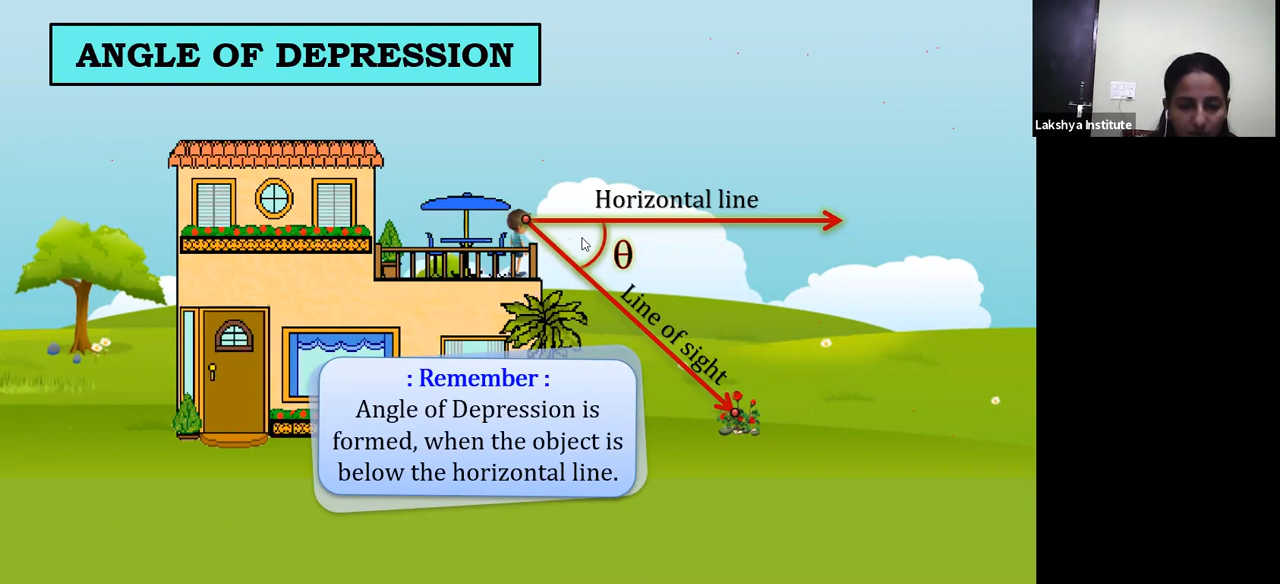 ANGLE OF DEPRESSION
Lakshya Institute
Horizontal line
θ
Line of sight
: Remember :
Angle of Depression is
formed, when the object is
below the horizontal line.